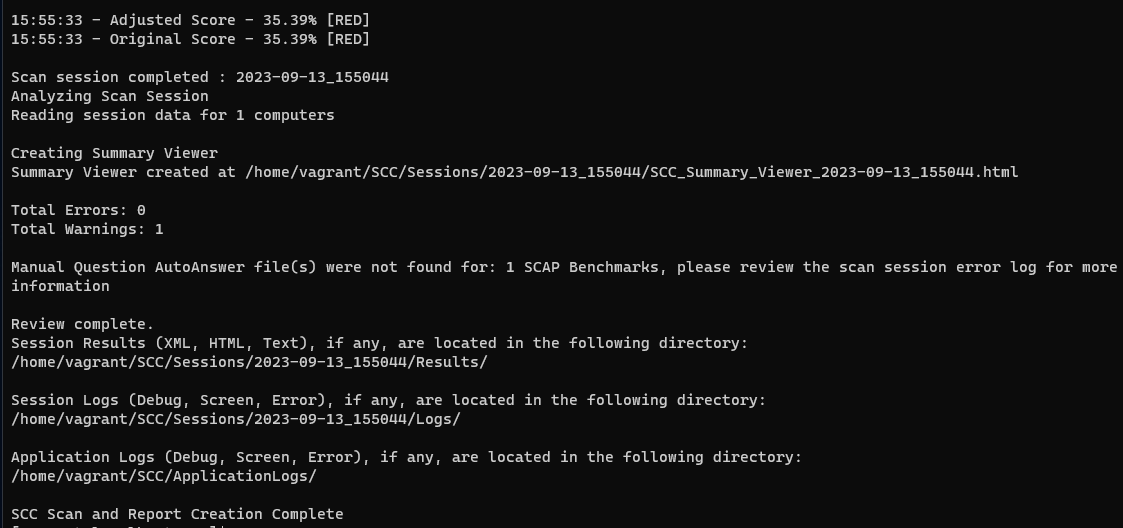 15:55:33 - Adjusted Score - 35.39% [RED]
15:55:33 - Original Score - 35.39% [RED]
Scan session completed : 2023-09-13_155044
Analyzing Scan Session
Reading session data for 1 computers
Creating Summary Viewer
Summary Viewer created at /home/vagrant/SCC/Sessions/2023-09-13_155044/SCC_Summary_Viewer_2023-09-13_155044.html
Total Errors: 0
Total Warnings: 1
Manual Question AutoAnswer file(s) were not found for: 1 SCAP Benchmarks, please review the scan session error log for more
information
Review complete.
Session Results (XML, HTML, Text), if any, are located in the following directory:
/home/vagrant/SCC/Sessions/2023-09-13_155044/Results/
Session Logs (Debug, Screen, Error), if any, are located in the following directory:
/home/vagrant/SCC/Sessions/2023-09-13_155044/Logs/
Application Logs (Debug, Screen, Error), if any, are located in the following directory:
/home/vagrant/SCC/ApplicationLogs/
SCC Scan and Report Creation Complete